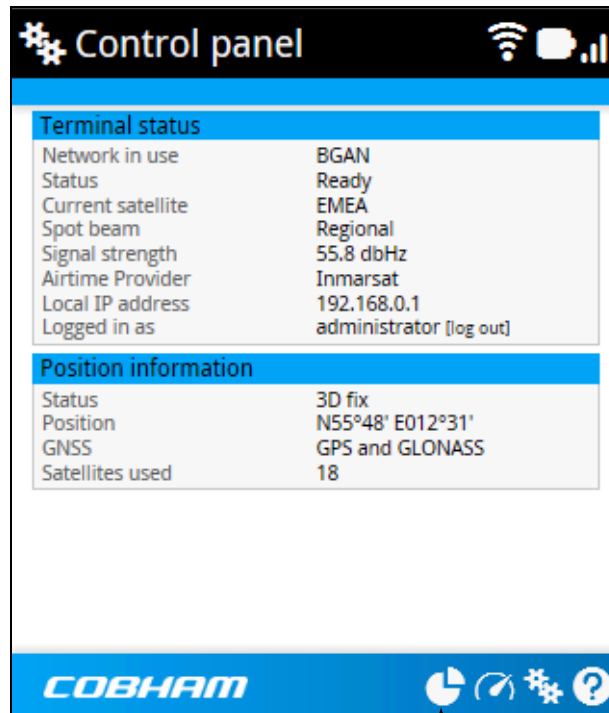 Control panel
Terminal status
Network in use BGAN
Status Ready
Current satellite EMEA
Spot beam Regional
Signal strength 55.8 dbHz
Airtime Provider Inmarsat
Local IP address 192.168.0.1
Logged in as administrator [log out]
Position information
Status 3D fix
Position N55°48' E012°31'
GNSS GPS and GLONASS
Satellites used 18
COBHAM ?